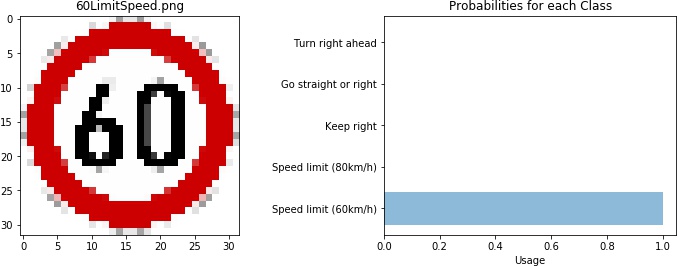 60LimitSpeed.png
0
5
10
15
20
25
30
0 5 10 15 20 25 30
60
Probabilities for each Class
Turn right ahead
Go straight or right
Keep right
Speed limit (80km/h)
Speed limit (60km/h)
0.0 0.2 0.4 0.6 0.8 1.0
Usage